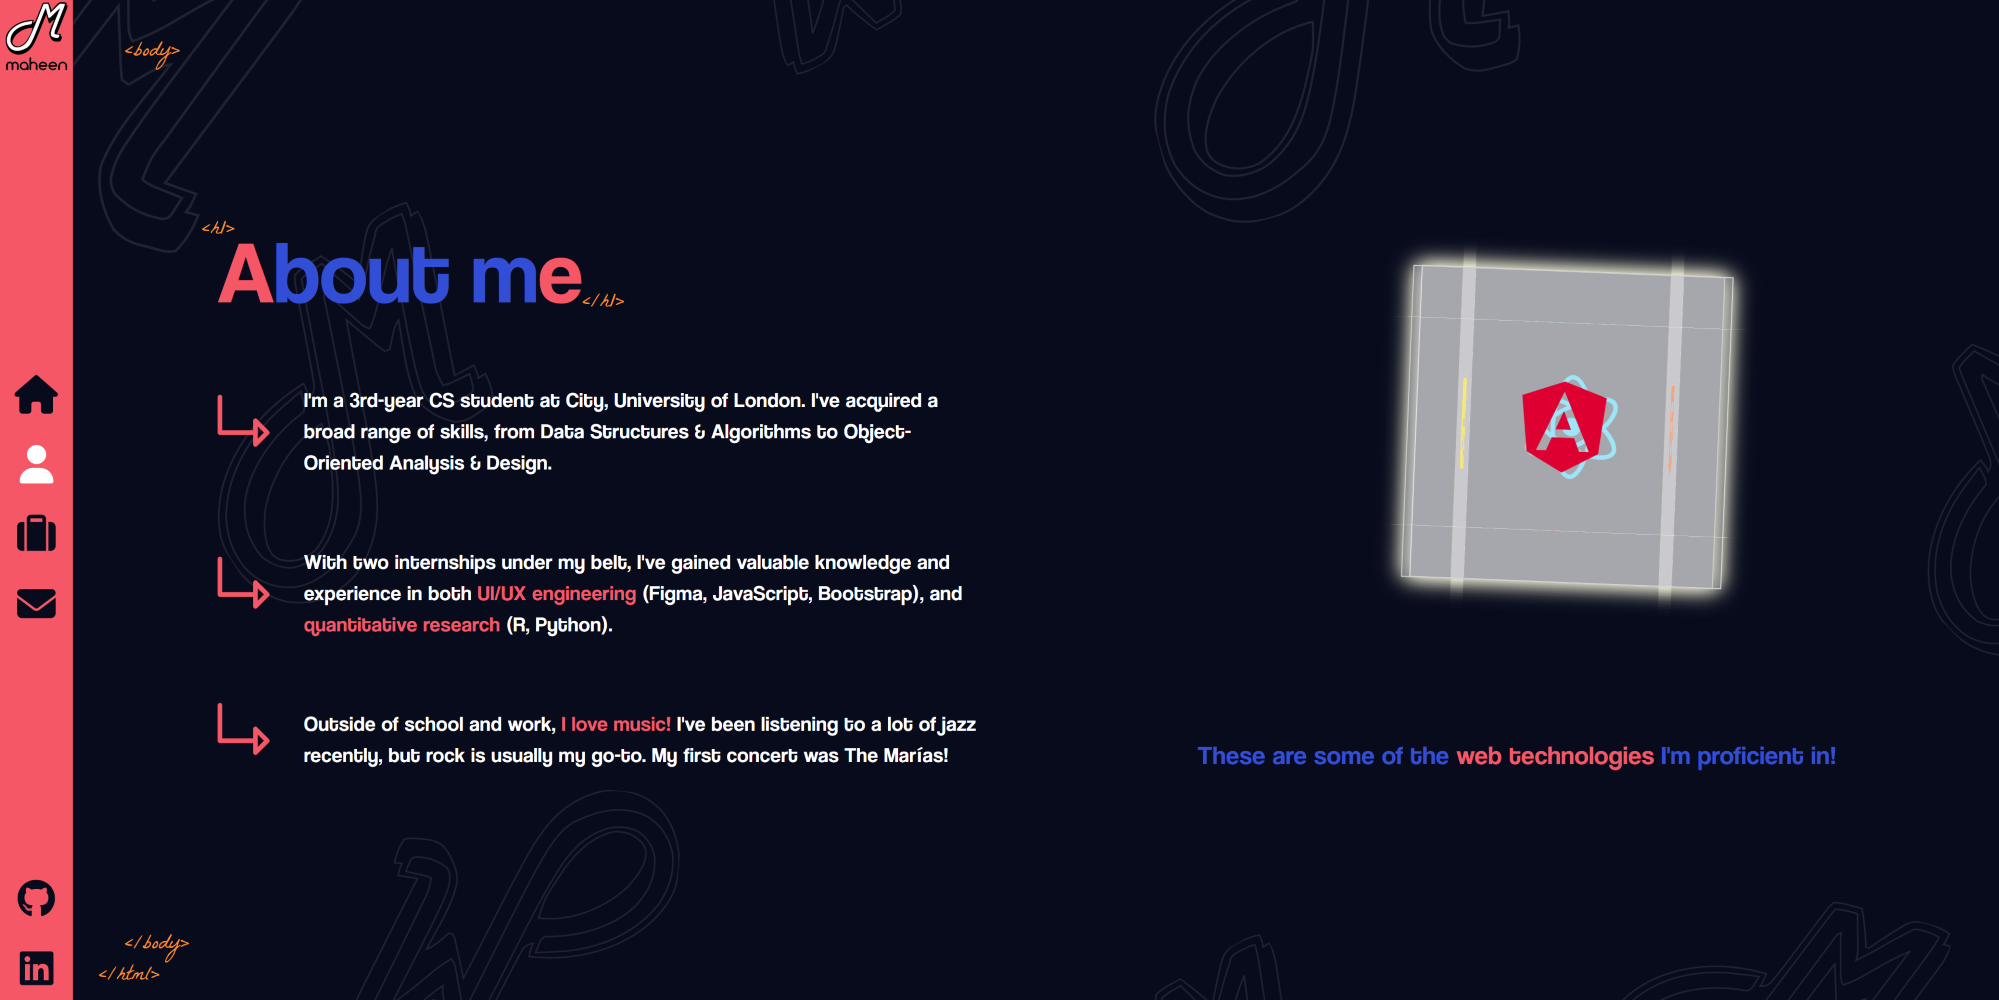 maheen
<body>
<h1>
About me
</h1>
I'm a 3rd-year CS student at City, University of London. I've acquired a
broad range of skills, from Data Structures & Algorithms to Object-
Oriented Analysis & Design.
With two internships under my belt, I've gained valuable knowledge and
experience in both UI/UX engineering (Figma, JavaScript, Bootstrap), and
quantitative research (R, Python).
Outside of school and work, I love music! I've been listening to a lot of jazz
recently, but rock is usually my go-to. My first concert was The Marías!
A
These are some of the web technologies I'm proficient in!
</body>
</html>
in